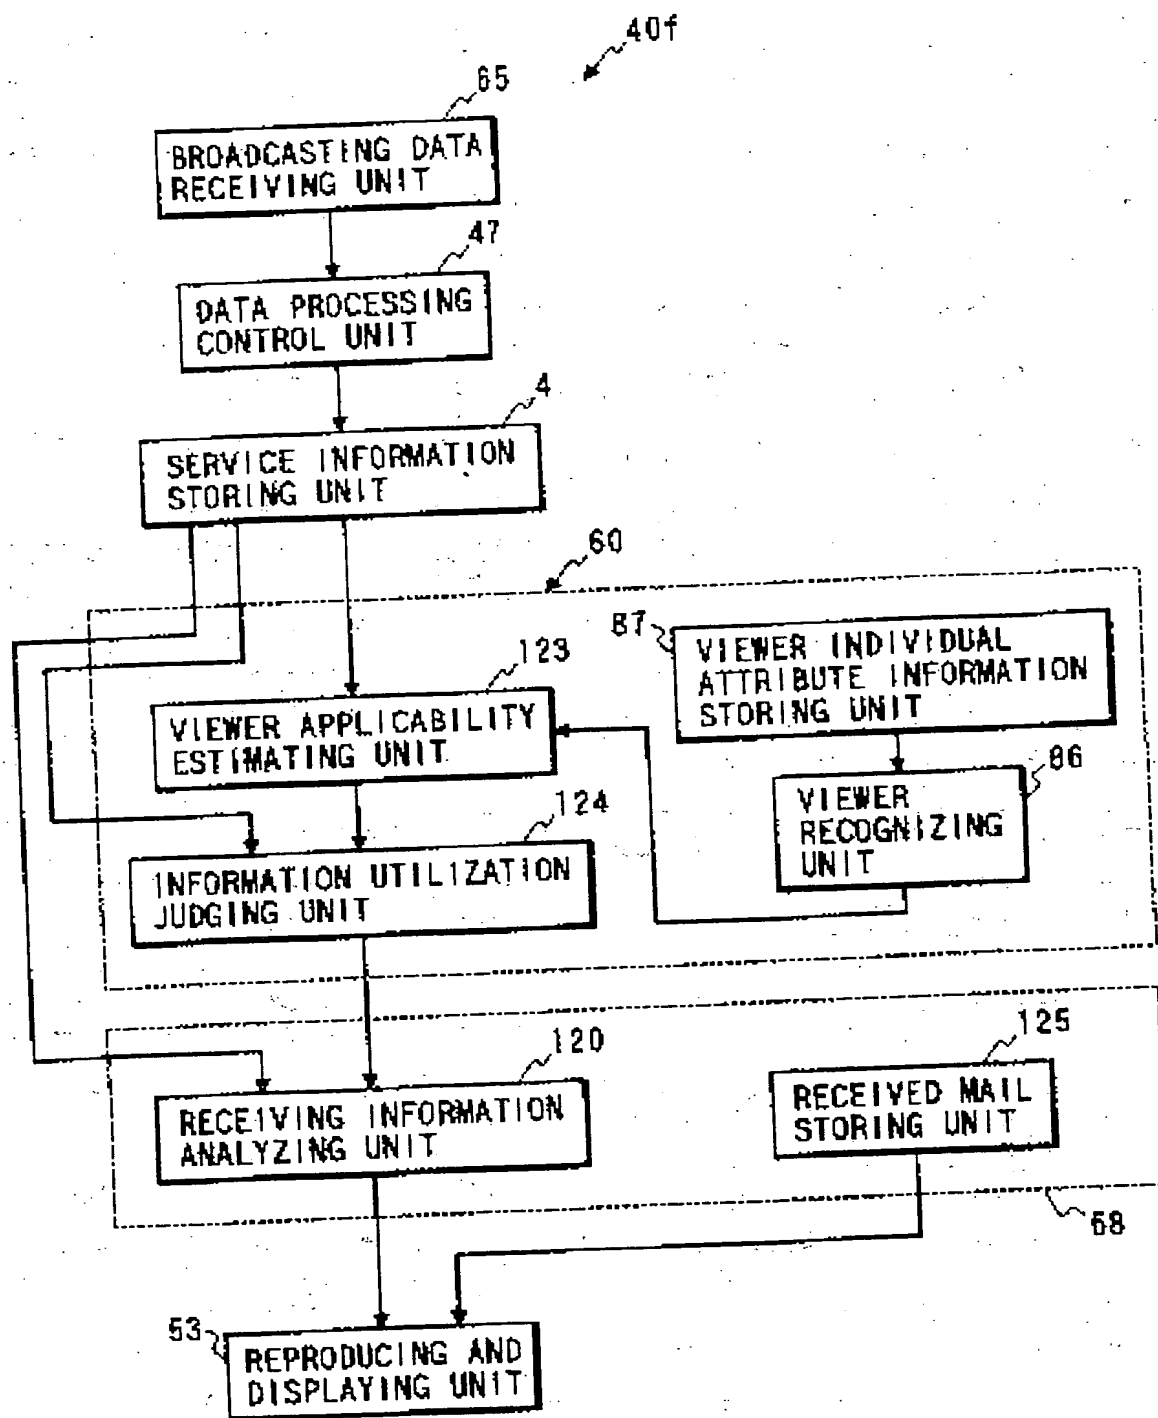 40f
65
BROADCASTING DATA
RECEIVING UNIT
47
DATA PROCESSING
CONTROL UNIT
4
SERVICE INFORMATION
STORING UNIT
60
87
VIEWER INDIVIDUAL
ATTRIBUTE INFORMATION
STORING UNIT
123
VIEWER APPLICABILITY
ESTIMATING UNIT
86
VIEWER
RECOGNIZING
UNIT
124
INFORMATION UTILIZATION
JUDGING UNIT
120
RECEIVING INFORMATION
ANALYZING UNIT
125
RECEIVED MAIL
STORING UNIT
68
53
REPRODUCING AND
DISPLAYING UNIT